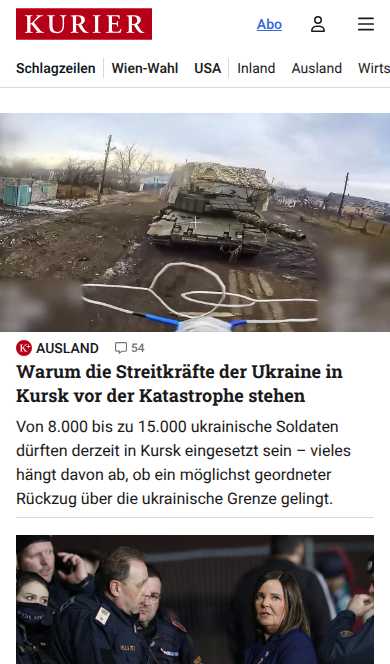 KURIER
Abo
Schlagzeilen Wien-Wahl USA Inland Ausland Wirts
K+ AUSLAND 54
Warum die Streitkräfte der Ukraine in
Kursk vor der Katastrophe stehen
Von 8.000 bis zu 15.000 ukrainische Soldaten
dürften derzeit in Kursk eingesetzt sein – vieles
hängt davon ab, ob ein möglichst geordneter
Rückzug über die ukrainische Grenze gelingt.